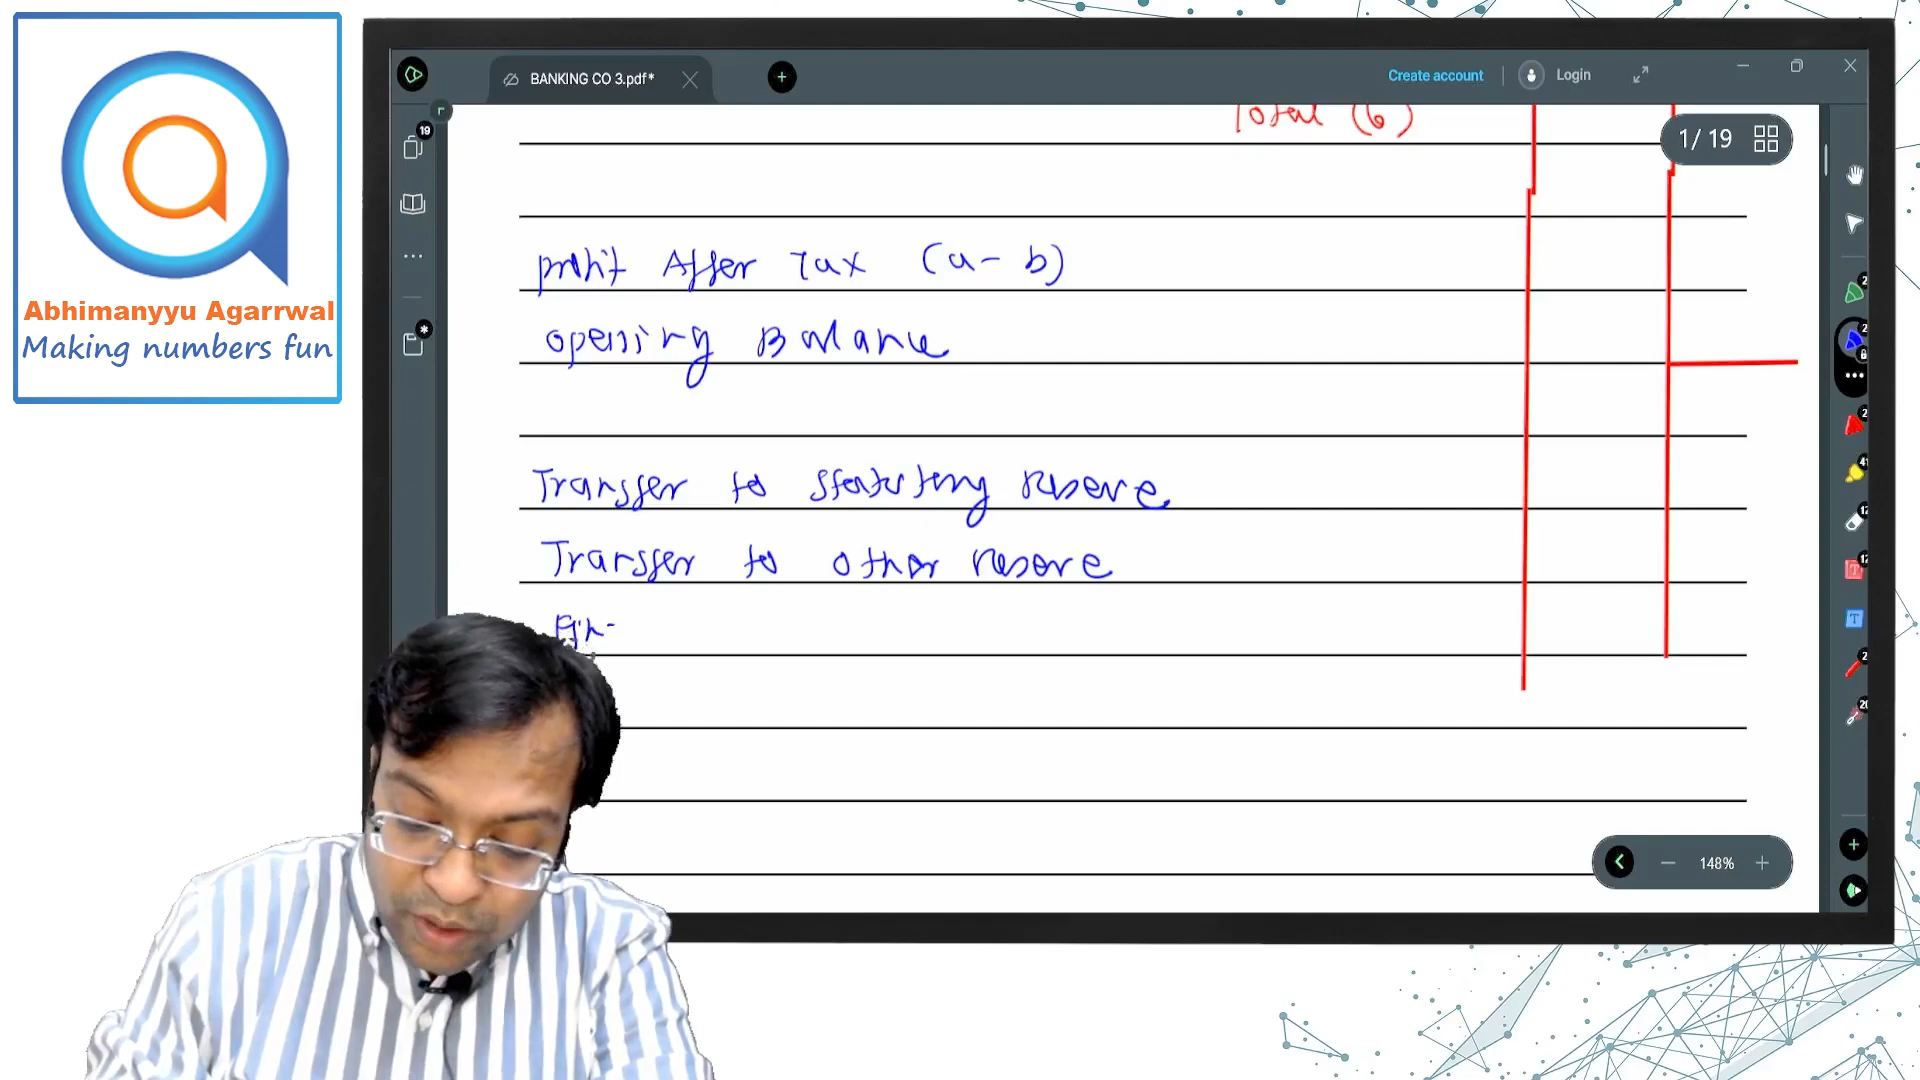 Abhimanyyu Agarrwal
Making numbers fun
BANKING CO 3.pdf*
Create account
Login
Total (b)
1/ 19
19
Profit After Tax (a - b)
Opening Balance
Transfer to Statutory reserve
Transfer to other reserve
148%